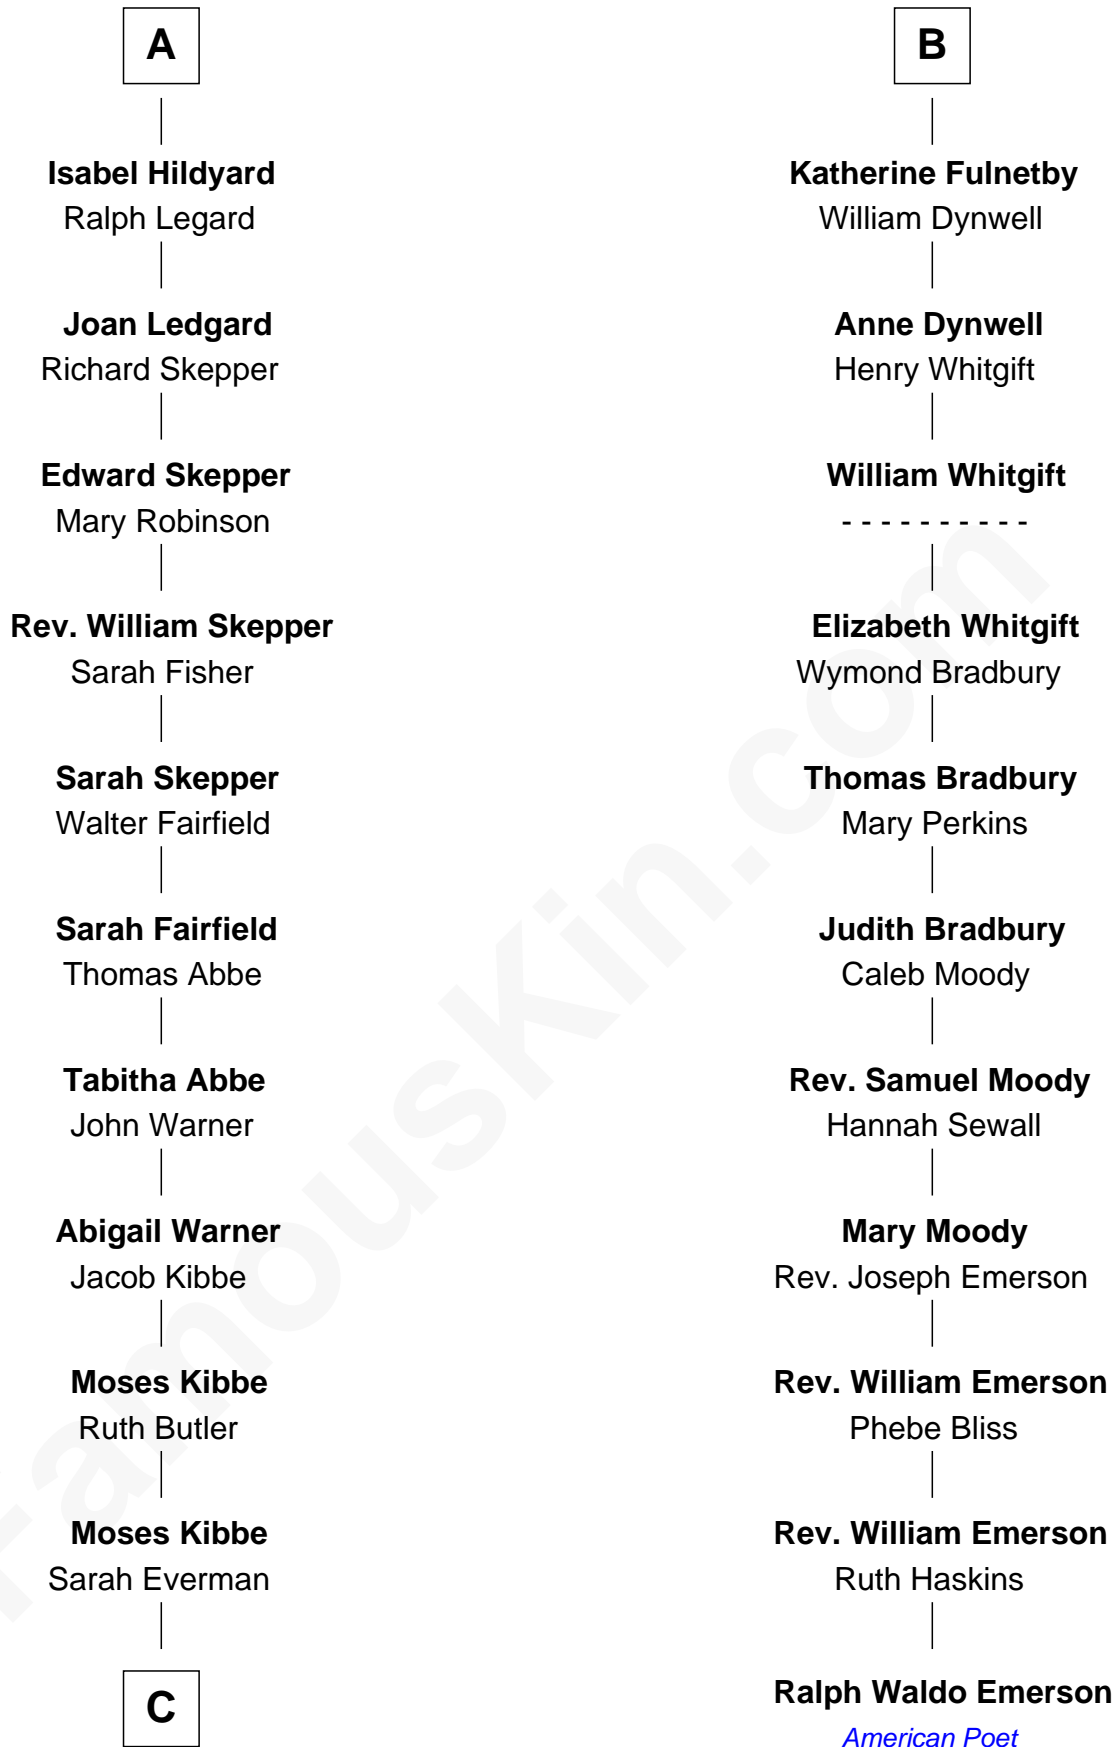 A
Isabel Hildyard
Ralph Legard
Joan Ledgard
Richard Skepper
Edward Skepper
Mary Robinson
Rev. William Skepper
Sarah Fisher
Sarah Skepper
Walter Fairfield
Sarah Fairfield
Thomas Abbe
Tabitha Abbe
John Warner
Abigail Warner
Jacob Kibbe
Moses Kibbe
Ruth Butler
Moses Kibbe
Sarah Everman
C
B
Katherine Fulnetby
William Dynwell
Anne Dynwell
Henry Whitgift
William Whitgift
- - - - - - - - - -
Elizabeth Whitgift
Wymond Bradbury
Thomas Bradbury
Mary Perkins
Judith Bradbury
Caleb Moody
Rev. Samuel Moody
Hannah Sewall
Mary Moody
Rev. Joseph Emerson
Rev. William Emerson
Phebe Bliss
Rev. William Emerson
Ruth Haskins
Ralph Waldo Emerson
American Poet
FamousKin.com